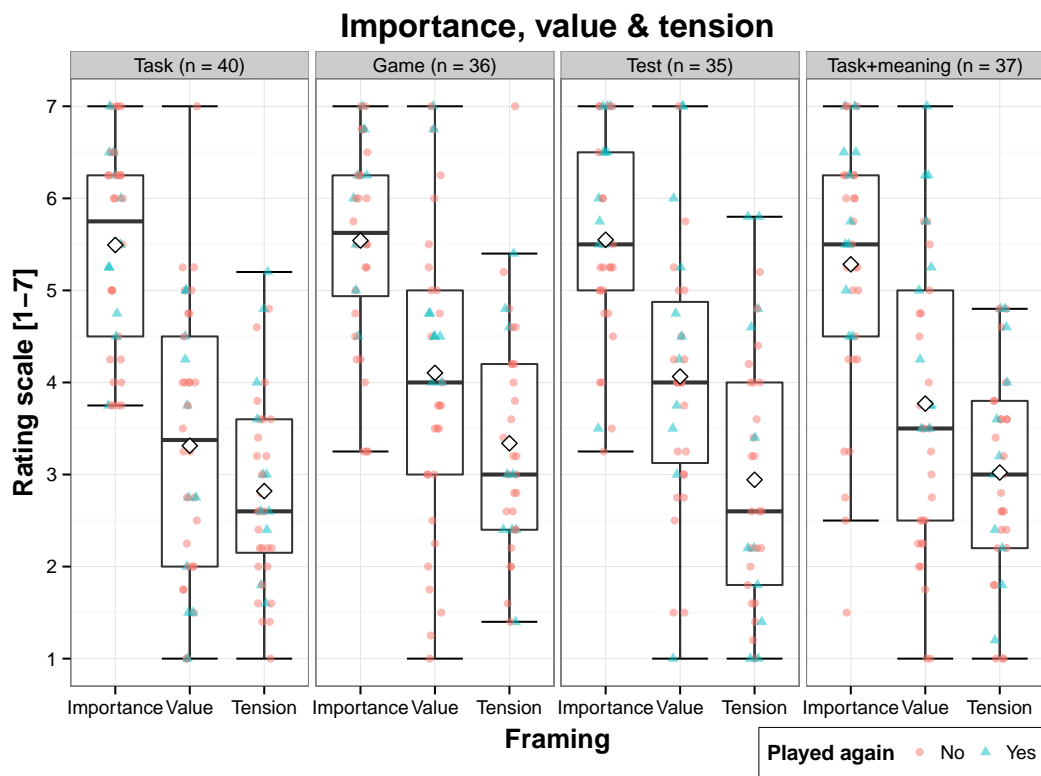 Importance, value & tension
Task (n = 40)
Game (n = 36)
Test (n = 35)
Task+meaning (n = 37)
Rating scale [1–7]
7
6
5
4
3
2
1
Importance Value Tension
Importance Value Tension
Importance Value Tension
Importance Value Tension
Framing
Played again No Yes